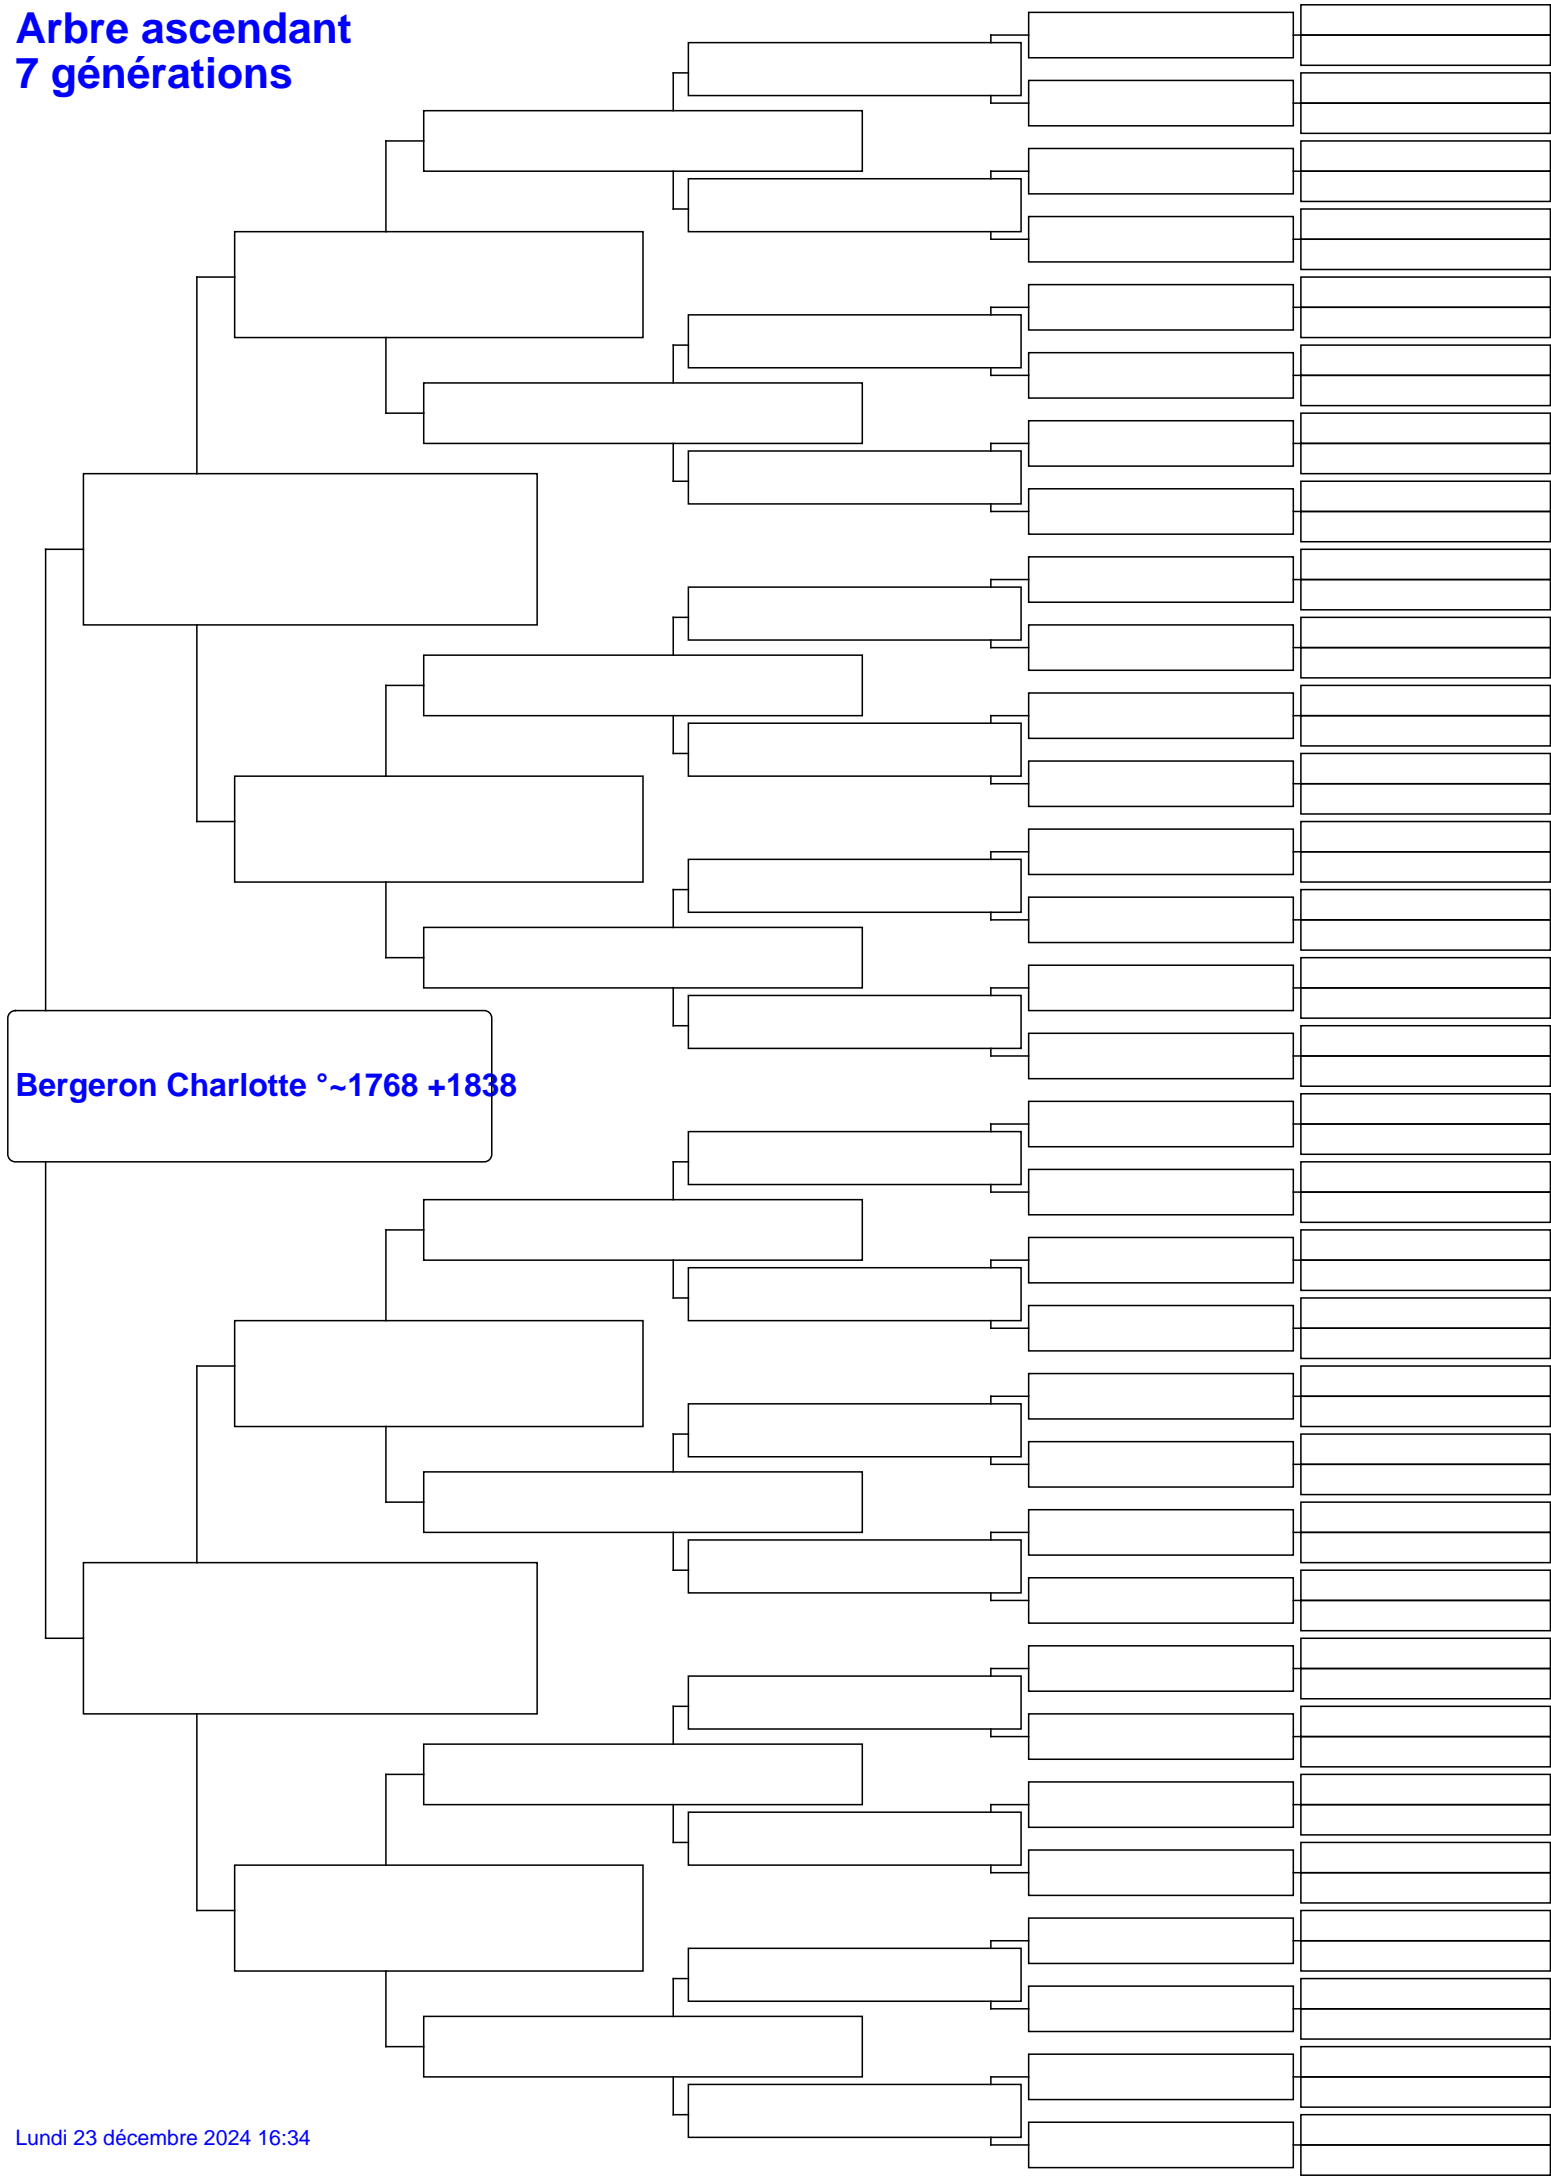 Arbre ascendant
7 générations
Bergeron Charlotte °~1768 +1838
Lundi 23 décembre 2024 16:34